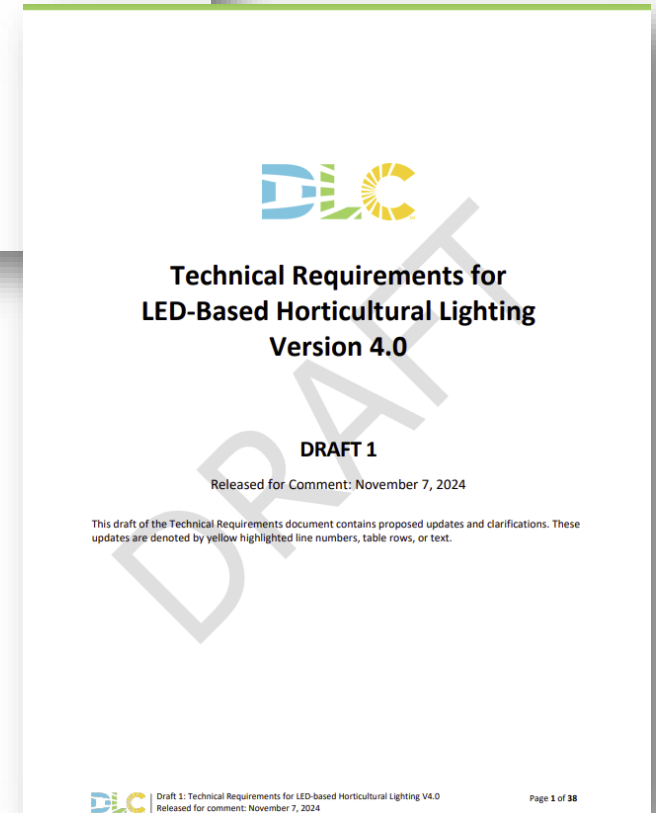 DLC
Technical Requirements for
LED-Based Horticultural Lighting
Version 4.0
DRAFT 1
Released for Comment: November 7, 2024
This draft of the Technical Requirements document contains proposed updates and clarifications. These
updates are denoted by yellow highlighted line numbers, table rows, or text.
DRAFT
DLC
Draft 1: Technical Requirements for LED-based Horticultural Lighting V4.0
Released for comment: November 7, 2024
Page 1 of 38